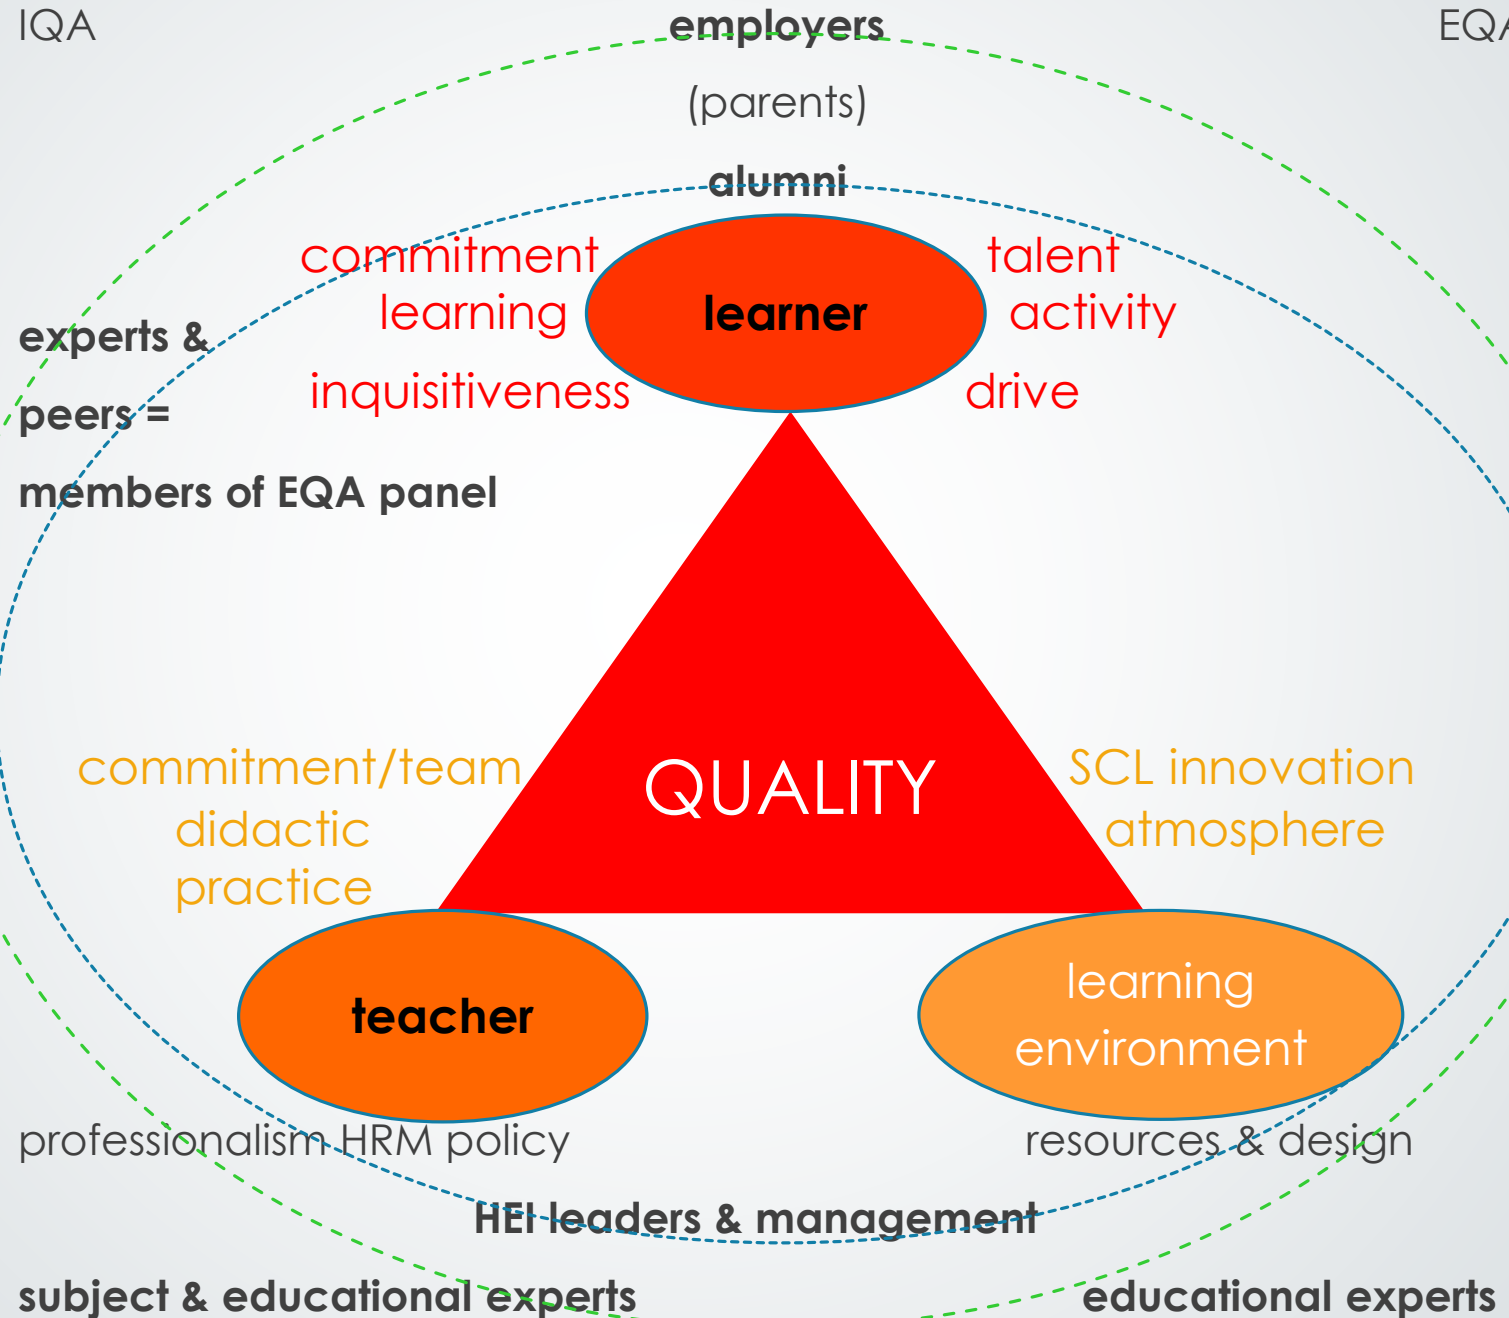 IQA
employers
EQA
(parents)
alumni
commitment
talent
learning
learner
activity
inquisitiveness
drive
experts &
peers =
members of EQA panel
commitment/team
didactic
practice
QUALITY
SCL innovation
atmosphere
teacher
learning
environment
professionalism HRM policy
resources & design
HEI leaders & management
subject & educational experts
educational experts